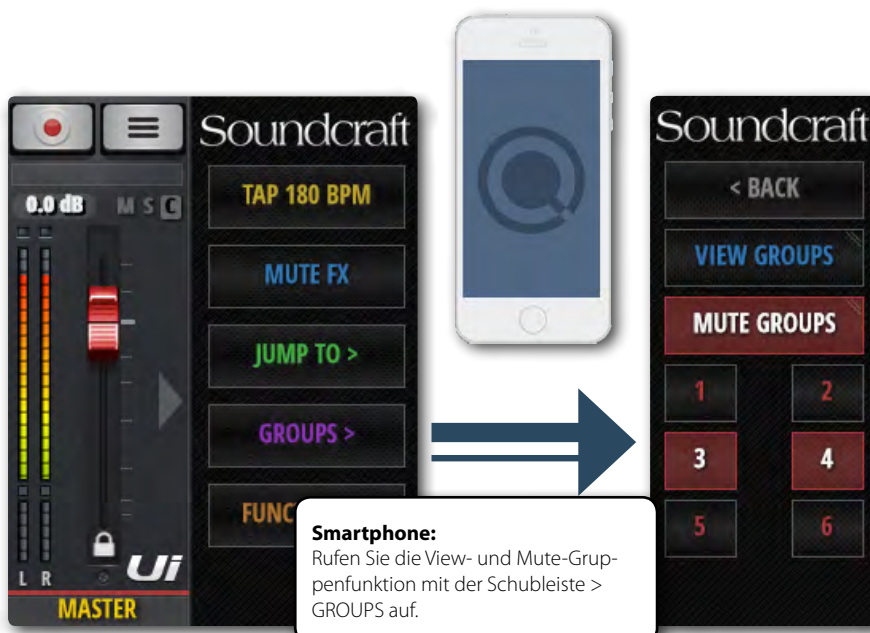 Soundcraft
0.0 dB M S C
TAP 180 BPM
MUTE FX
JUMP TO >
GROUPS >
FUNC
L R
Ui
MASTER
Smartphone:
Rufen Sie die View- und Mute-Grup-
penfunktion mit der Schubleiste >
GROUPS auf.
Soundcraft
< BACK
VIEW GROUPS
MUTE GROUPS
1 2
3 4
5 6